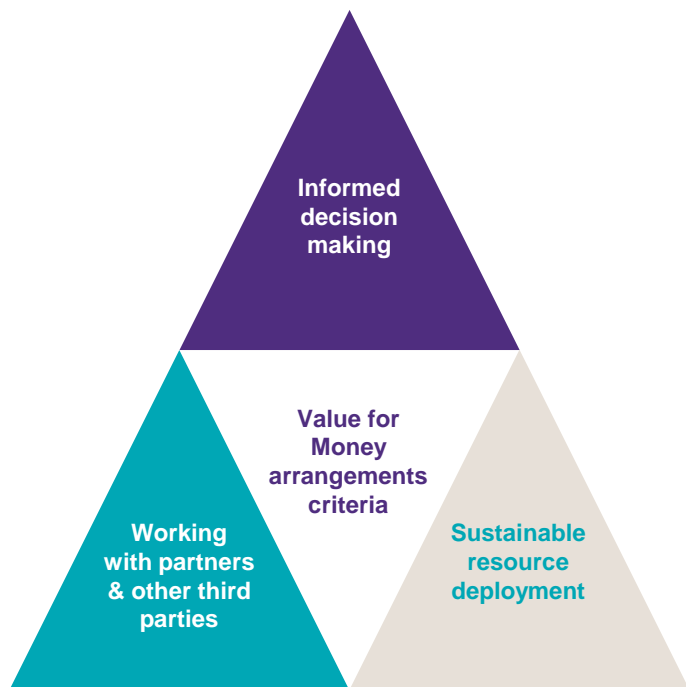 Informed
decision
making
Value for
Money
arrangements
criteria
Working
with partners
& other third
parties
Sustainable
resource
deployment